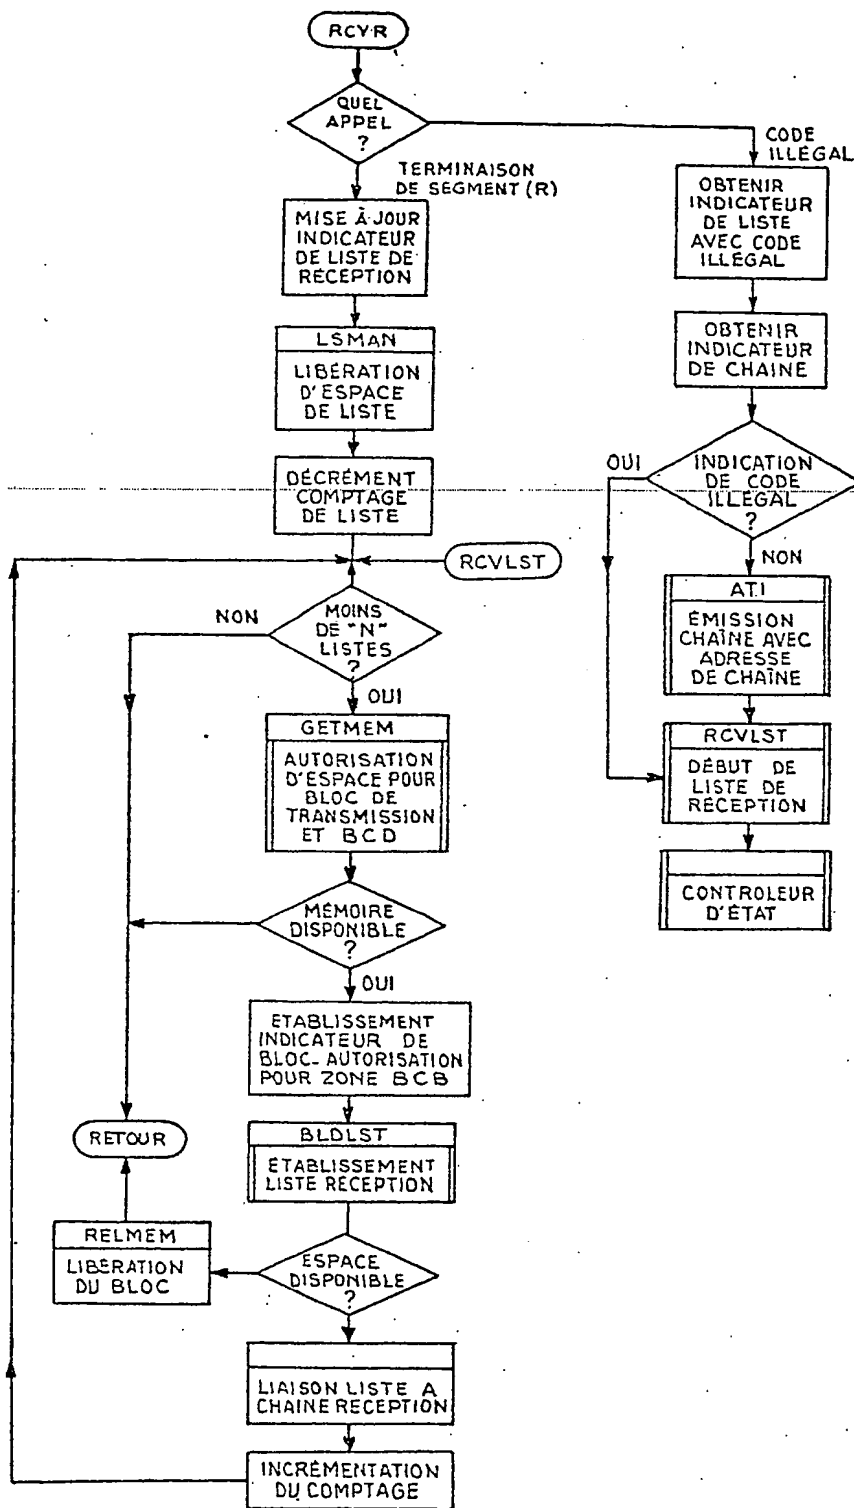 RCY·R
QUEL
APPEL
?
CODE
ILLÉGAL
TERMINAISON
DE SEGMENT (R)
OBTENIR
INDICATEUR
DE LISTE
AVEC CODE
ILLÉGAL
MISE À JOUR
INDICATEUR
DE LISTE DE
RÉCEPTION
OBTENIR
INDICATEUR
DE CHAINE
LSMAN
LIBÉRATION
D'ESPACE
DE LISTE
OUI
INDICATION
DE CODE
ILLÉGAL
?
NON
DÉCRÉMENT
COMPTAGE
DE LISTE
RCVLST
NON
MOINS
DE "N"
LISTES
?
OUI
ATI
ÉMISSION
CHAÎNE AVEC
ADRESSE
DE CHAÎNE
GETMEM
AUTORISATION
D'ESPACE POUR
BLOC DE
TRANSMISSION
ET BCD
RCVLST
DÉBUT DE
LISTE DE
RÉCEPTION
CONTROLEUR
D'ÉTAT
MÉMOIRE
DISPONIBLE
?
OUI
ETABLISSEMENT
INDICATEUR DE
BLOC-AUTORISATION
POUR ZONE BCB
RETOUR
BLDLST
ÉTABLISSEMENT
LISTE RÉCEPTION
RELMEM
LIBÉRATION
DU BLOC
ESPACE
DISPONIBLE
?
LIAISON LISTE A
CHAINE RÉCEPTION
INCRÉMENTATION
DU COMPTAGE